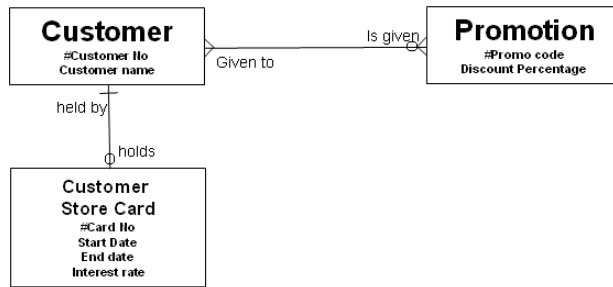 Customer
#Customer No
Customer name
Given to
Is given
Promotion
#Promo code
Discount Percentage
held by
holds
Customer
Store Card
#Card No
Start Date
End date
Interest rate